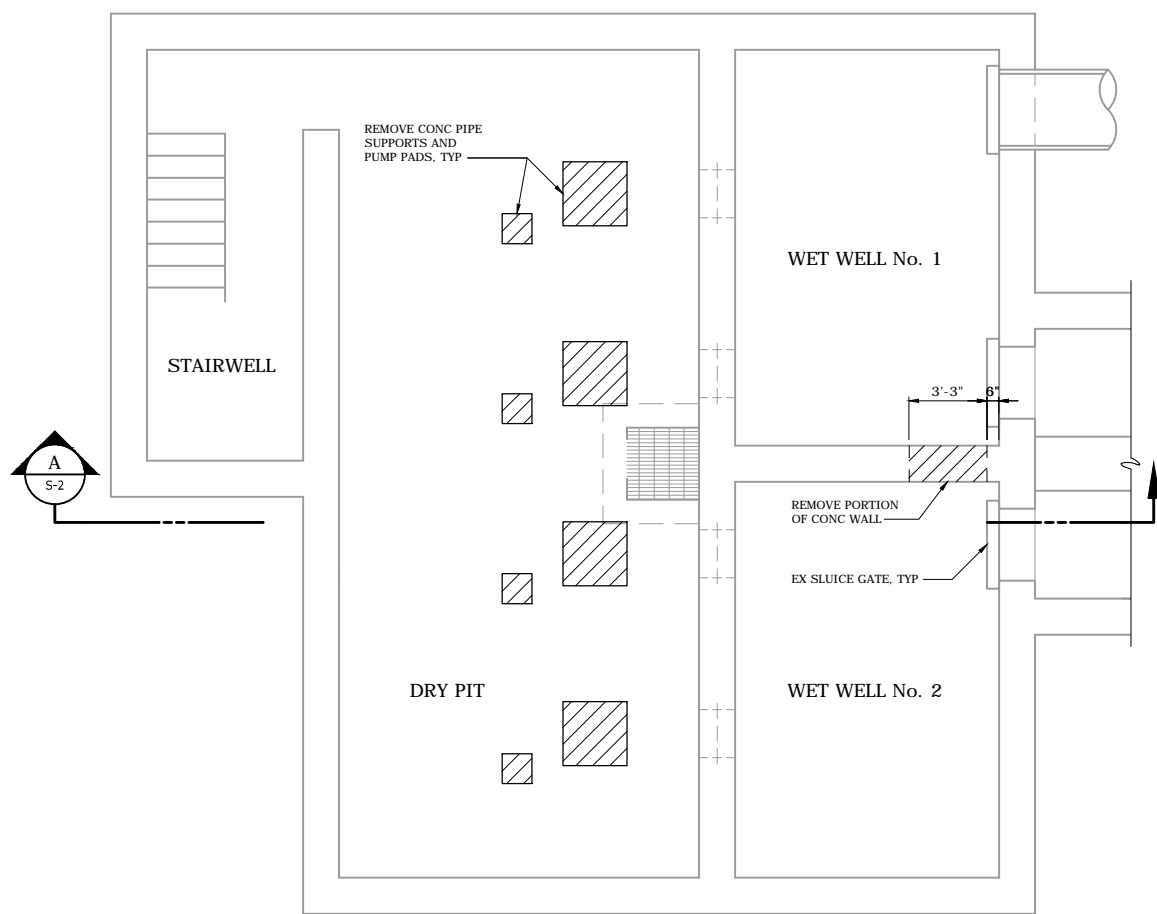 REMOVE CONC PIPE
SUPPORTS AND
PUMP PADS, TYP
WET WELL No. 1
STAIRWELL
3'-3"
6"
A
S-2
REMOVE PORTION
OF CONC WALL
EX SLUICE GATE, TYP
DRY PIT
WET WELL No. 2